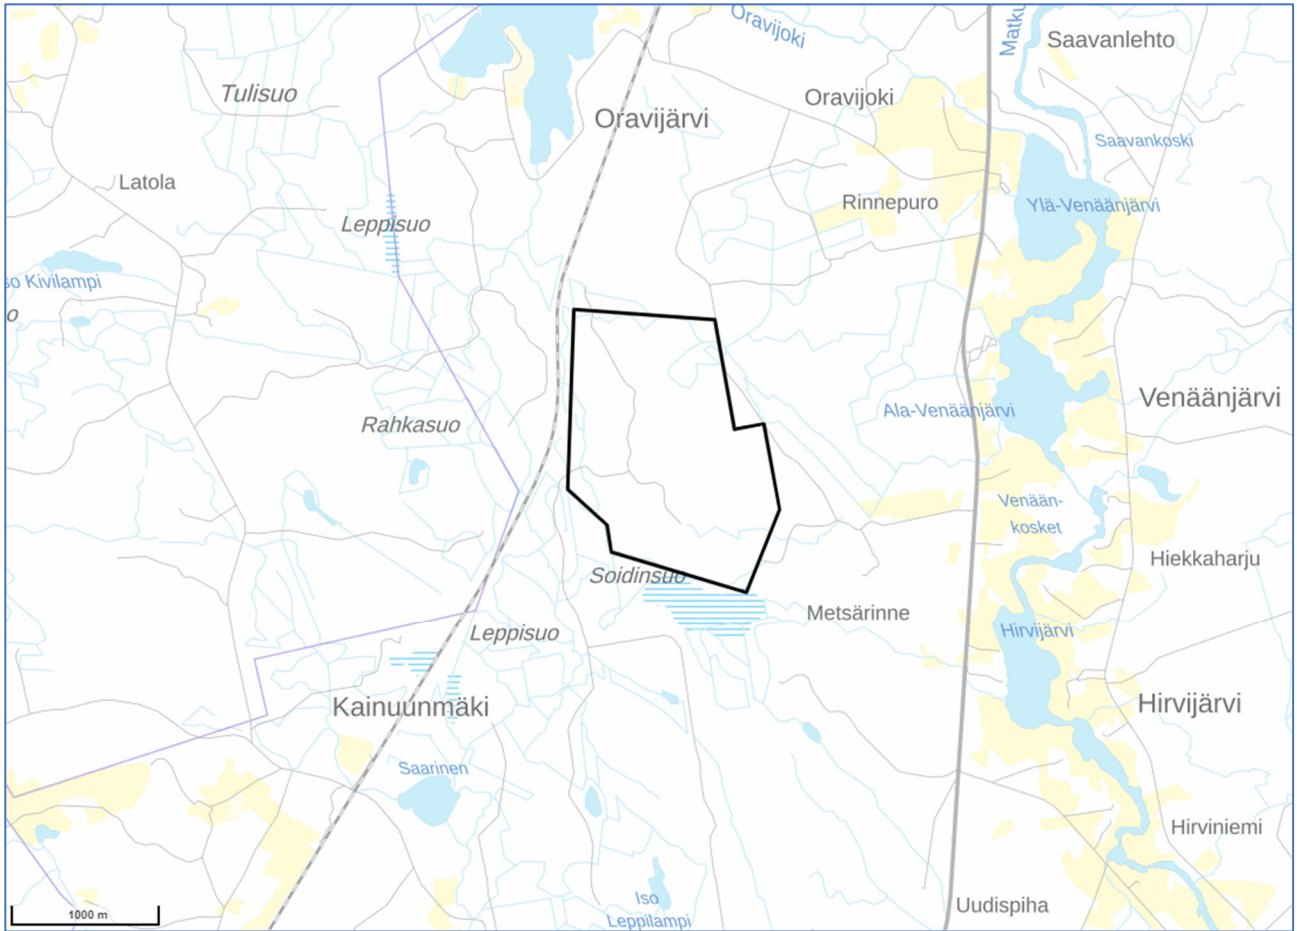 Oravijoki
Matku
Saavanlehto
Tulisuo
Oravijoki
Oravijärvi
Saavankoski
Latola
Rinnepuro
Ylä-Venäänjärvi
Leppisuo
so Kivilampi
o
Venäänjärvi
Ala-Venäänjärvi
Rahkasuo
Venään-
kosket
Hiekkaharju
Soidinsuo
Metsärinne
Leppisuo
Hirvijärvi
Kainuunmäki
Hirvijärvi
Saarinen
Hirviniemi
Iso
Leppilampi
Uudispiha
1000 m